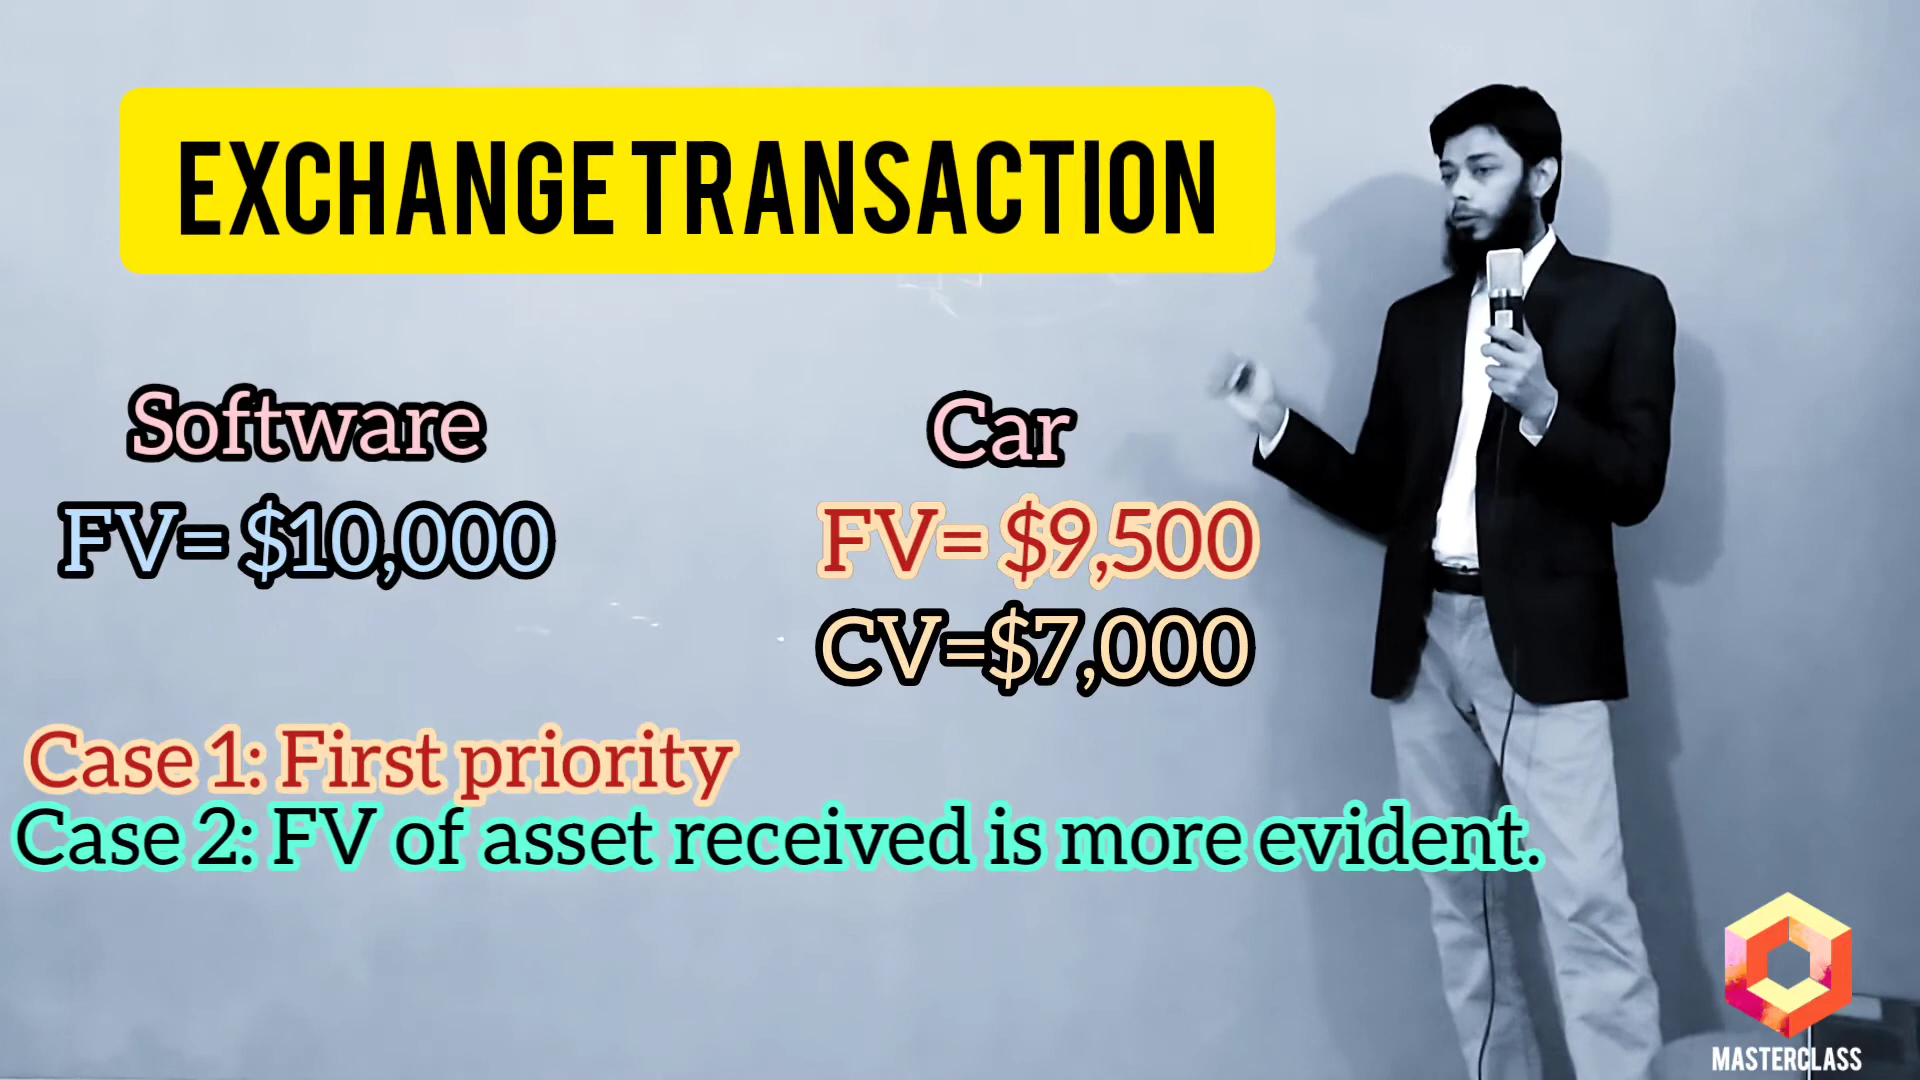 EXCHANGE TRANSACTION
Software
Car
FV= $10,000
FV= $9,500
CV=$7,000
Case 1: First priority
Case 2: FV of asset received is more evident.
MASTERCLASS